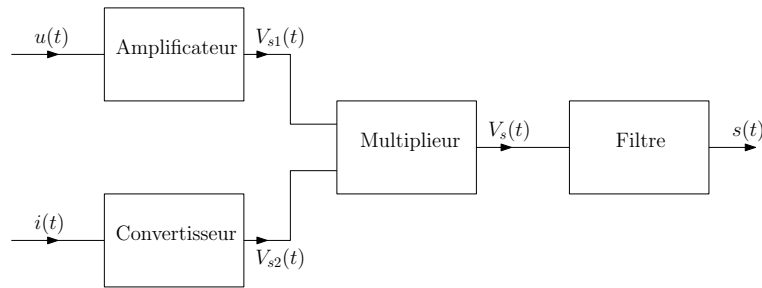 u(t)
Amplificateur
V_{s1}(t)
Multiplieur
V_s(t)
Filtre
s(t)
i(t)
Convertisseur
V_{s2}(t)